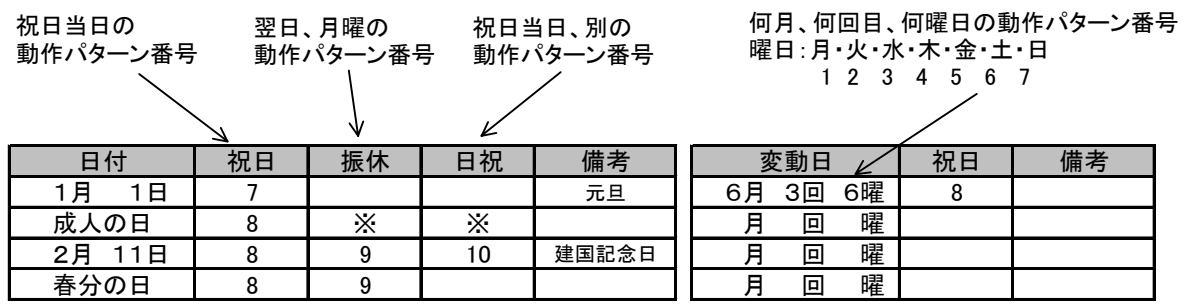 祝日当日の
動作パターン番号
翌日、月曜の
動作パターン番号
祝日当日、別の
動作パターン番号
何月、何回目、何曜日の動作パターン番号
曜日：月・火・水・木・金・土・日
1 2 3 4 5 6 7
日付 祝日 振休 日祝 備考
1月 1日 7 元旦
成人の日 8 ※ ※
2月 11日 8 9 10 建国記念日
春分の日 8 9
変動日 祝日 備考
6月 3回 6曜 8
月 回 曜
月 回 曜
月 回 曜